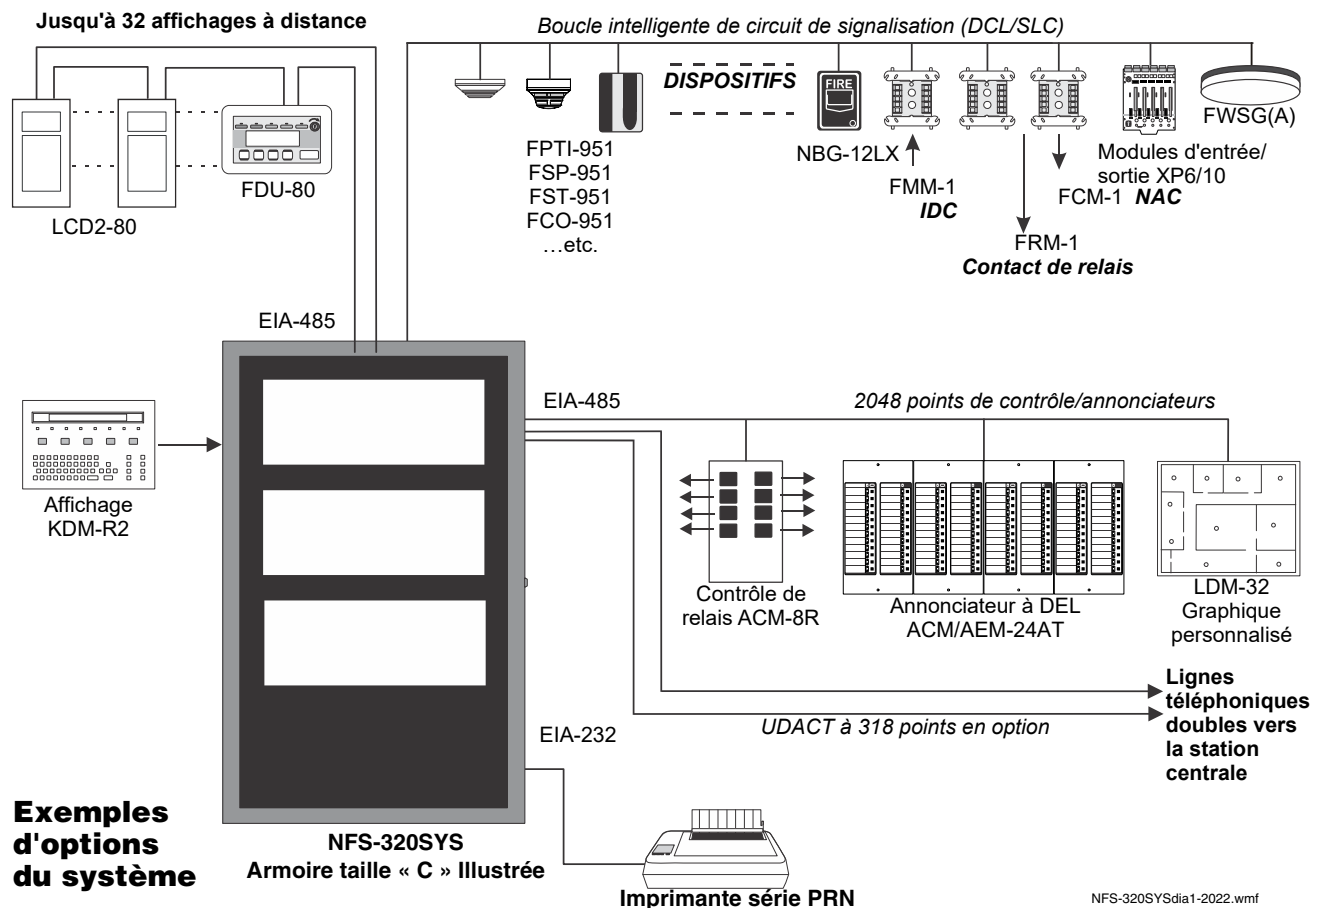 Jusqu'à 32 affichages à distance
Boucle intelligente de circuit de signalisation (DCL/SLC)
DISPOSITIFS
FIRE
FWSG(A)
FDU-80
LCD2-80
FPTI-951
FSP-951
FST-951
FCO-951
…etc.
NBG-12LX
FMM-1
IDC
FCM-1 NAC
Modules d'entrée/
sortie XP6/10
FRM-1
Contact de relais
EIA-485
EIA-485
2048 points de contrôle/annonciateurs
Affichage
KDM-R2
Contrôle de
relais ACM-8R
Annonciateur à DEL
ACM/AEM-24AT
LDM-32
Graphique
personnalisé
Lignes
téléphoniques
doubles vers
la station
centrale
UDACT à 318 points en option
EIA-232
Exemples
d'options
du système
NFS-320SYS
Armoire taille « C » Illustrée
Imprimante série PRN
NFS-320SYSdia1-2022.wmf